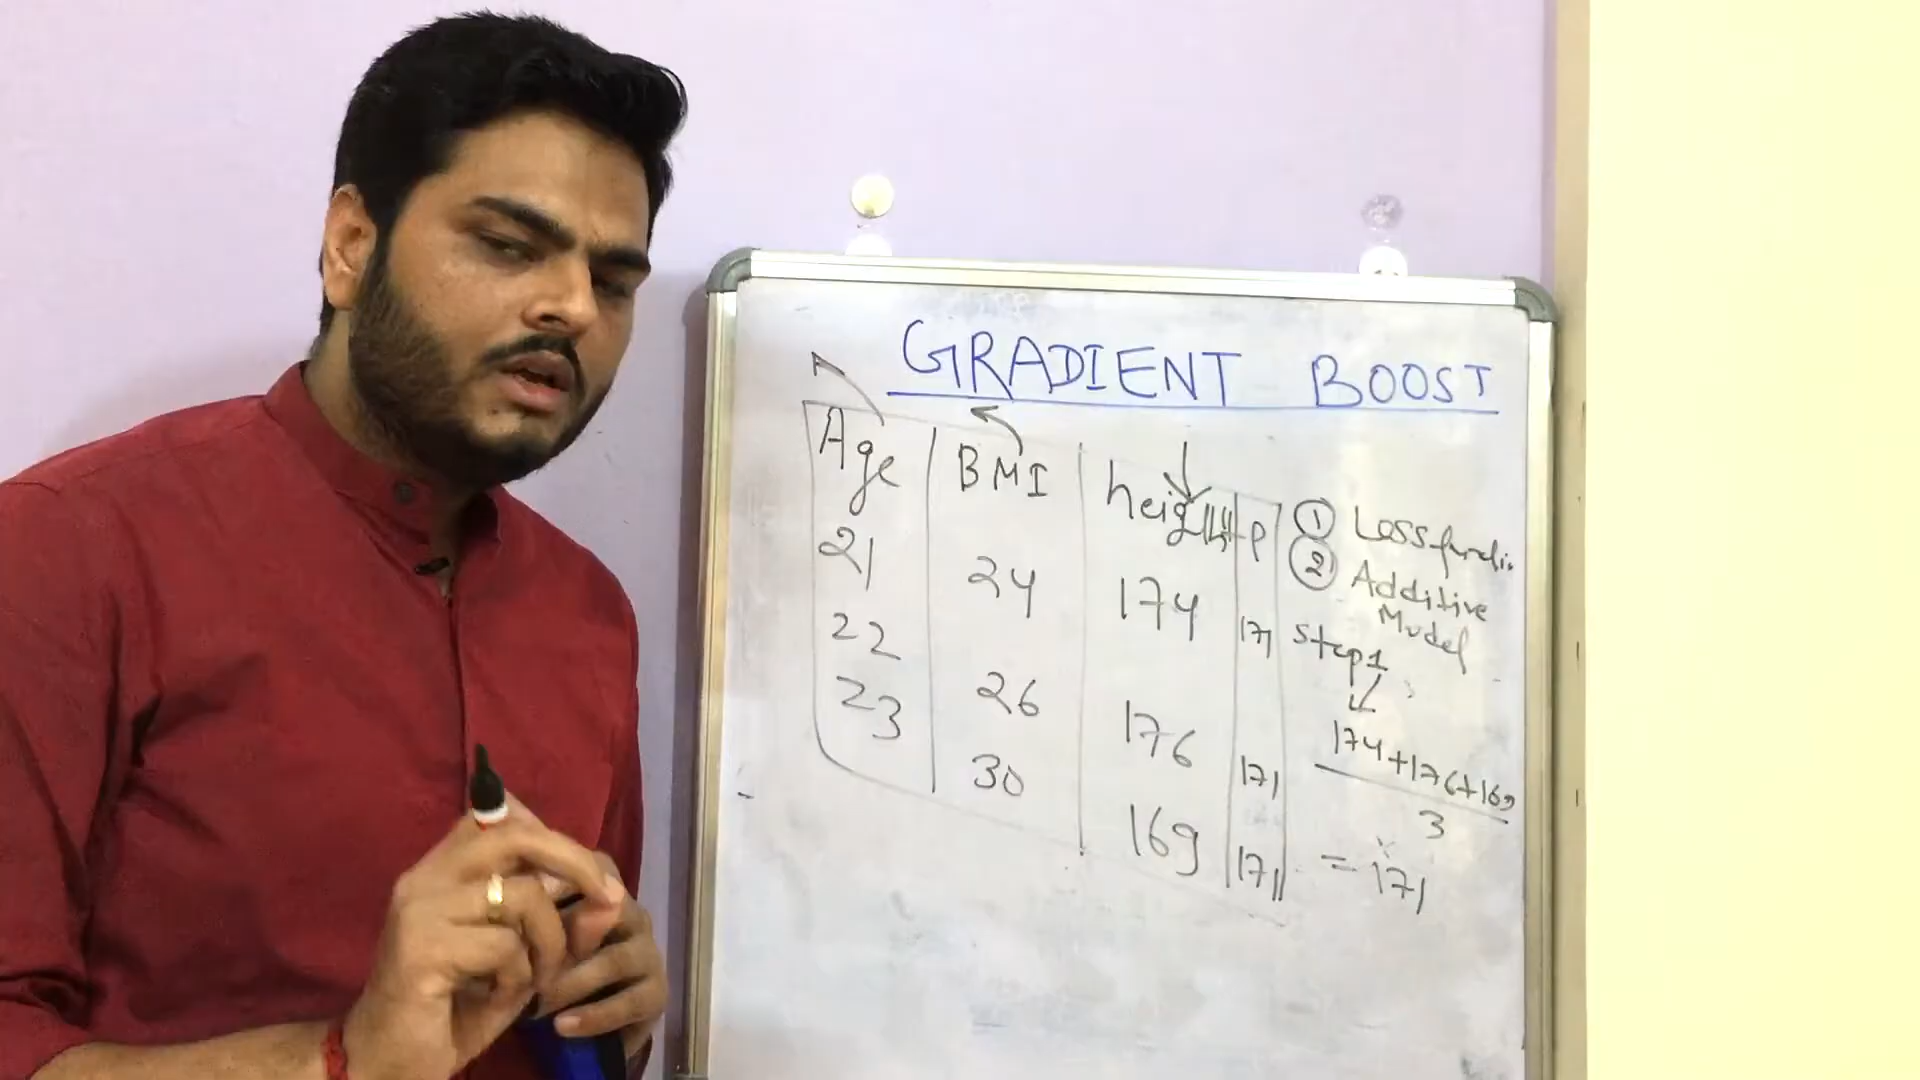 GRADIENT BOOST
Age BMI height P
① Loss functi.
② Additive
Model
21 24 174 171
step1
22 26 176 171
174+176+169
3
23 30 169 171
= 171